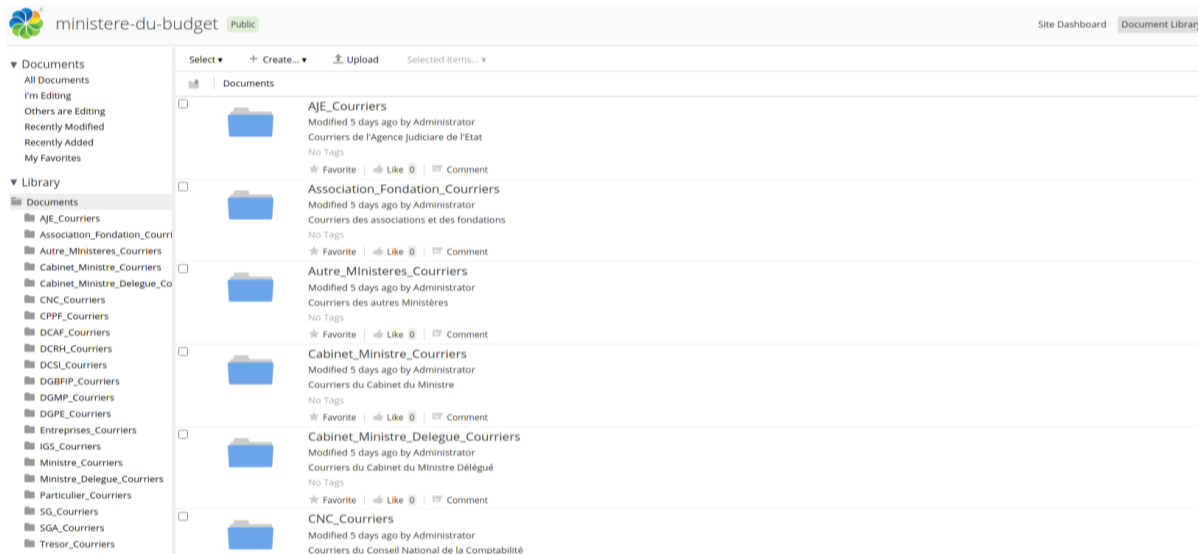 ministere-du-budget Public
Site Dashboard Document Librar
Documents
All Documents
I'm Editing
Others are Editing
Recently Modified
Recently Added
My Favorites
Library
Documents
AJE_Courriers
Association_Fondation_Courri
Autre_MInisteres_Courriers
Cabinet_Ministre_Courriers
Cabinet_Ministre_Delegue_Co
CNC_Courriers
CPPF_Courriers
DCAF_Courriers
DCRH_Courriers
DCSI_Courriers
DGBFIP_Courriers
DGMP_Courriers
DGPE_Courriers
Entreprises_Courriers
IGS_Courriers
Ministre_Courriers
Ministre_Delegue_Courriers
Particulier_Courriers
SG_Courriers
SGA_Courriers
Tresor_Courriers
Select + Create... Upload Selected Items...
Documents
AJE_Courriers
Modified 5 days ago by Administrator
Courriers de l'Agence Judiciare de l'Etat
No Tags
Favorite Like 0 Comment
Association_Fondation_Courriers
Modified 5 days ago by Administrator
Courriers des associations et des fondations
No Tags
Favorite Like 0 Comment
Autre_MInisteres_Courriers
Modified 5 days ago by Administrator
Courriers des autres Ministères
No Tags
Favorite Like 0 Comment
Cabinet_Ministre_Courriers
Modified 5 days ago by Administrator
Courriers du Cabinet du Ministre
No Tags
Favorite Like 0 Comment
Cabinet_Ministre_Delegue_Courriers
Modified 5 days ago by Administrator
Courriers du Cabinet du Ministre Délégué
No Tags
Favorite Like 0 Comment
CNC_Courriers
Modified 5 days ago by Administrator
Courriers du Conseil National de la Comptabilité